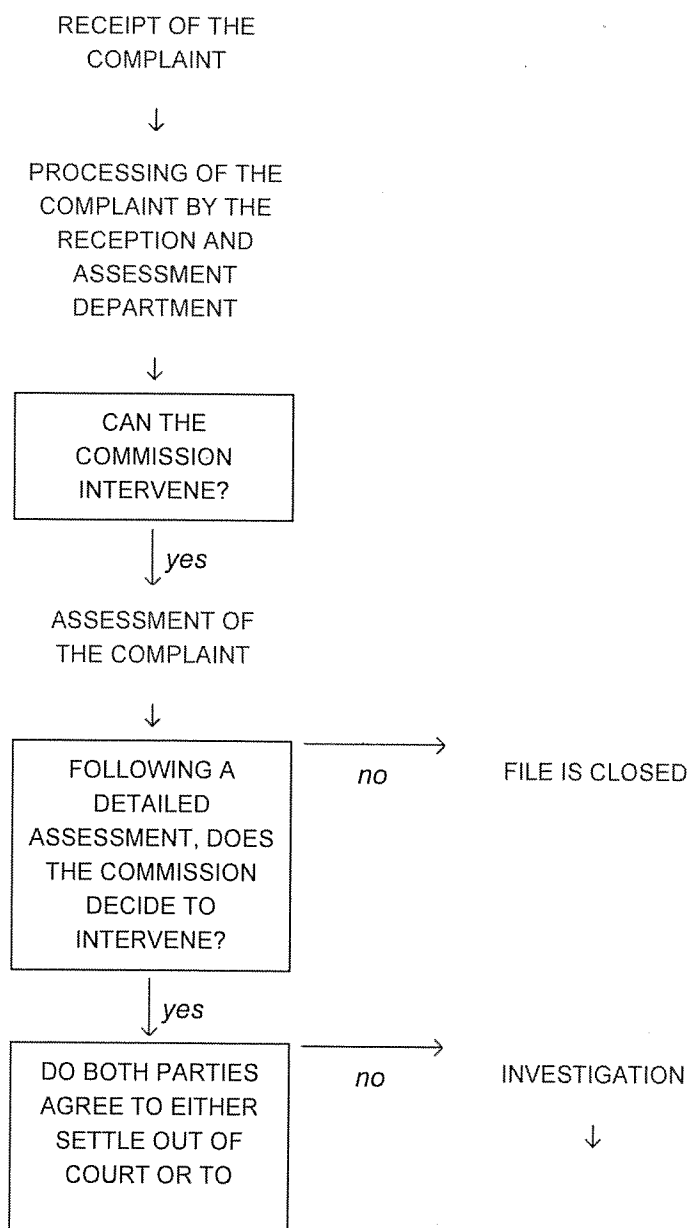 RECEIPT OF THE
COMPLAINT
↓
PROCESSING OF THE
COMPLAINT BY THE
RECEPTION AND
ASSESSMENT
DEPARTMENT
↓
CAN THE
COMMISSION
INTERVENE?
yes
ASSESSMENT OF
THE COMPLAINT
↓
FOLLOWING A
DETAILED
ASSESSMENT, DOES
THE COMMISSION
DECIDE TO
INTERVENE?
no
FILE IS CLOSED
yes
DO BOTH PARTIES
AGREE TO EITHER
SETTLE OUT OF
COURT OR TO
no
INVESTIGATION
↓